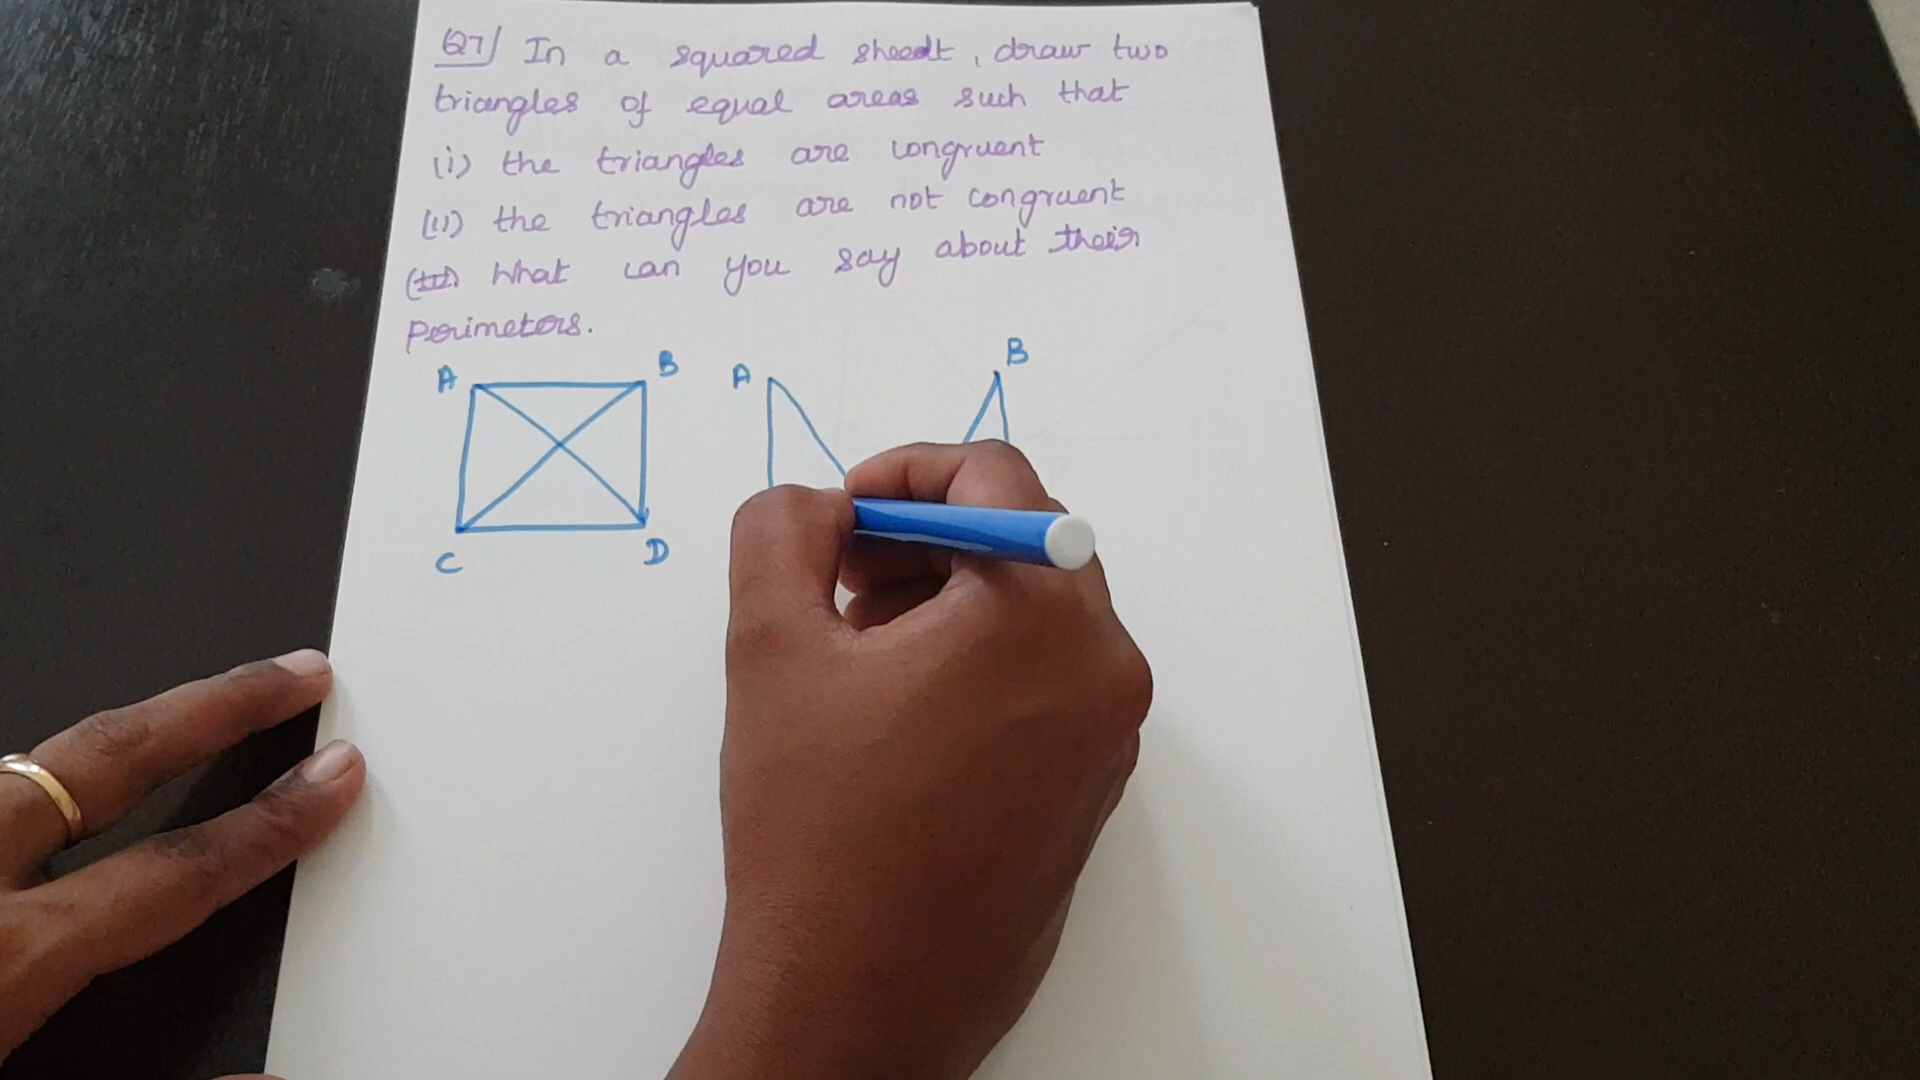 Q7) In a squared sheet, draw two
triangles of equal areas such that
(i) the triangles are congruent
(ii) the triangles are not congruent
(iii) What can you say about their
Perimeters.
A B A B
C D